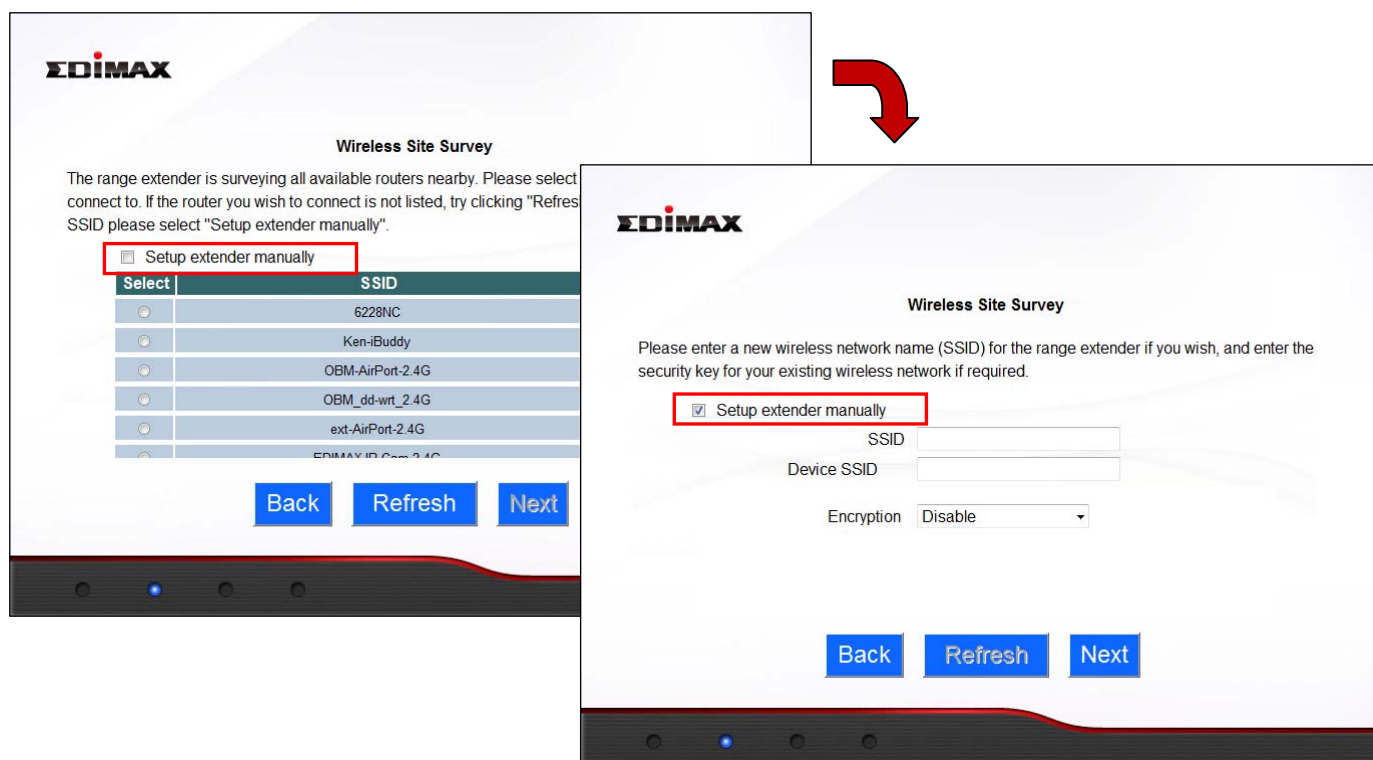 EDIMAX
Wireless Site Survey
The range extender is surveying all available routers nearby. Please select
connect to. If the router you wish to connect is not listed, try clicking "Refres
SSID please select "Setup extender manually".
Setup extender manually
Select SSID
6228NC
Ken-iBuddy
OBM-AirPort-2.4G
OBM_dd-wrt_2.4G
ext-AirPort-2.4G
EDIMAX IP Cam 2.4G
Back Refresh Next
EDIMAX
Wireless Site Survey
Please enter a new wireless network name (SSID) for the range extender if you wish, and enter the
security key for your existing wireless network if required.
Setup extender manually
SSID
Device SSID
Encryption Disable
Back Refresh Next